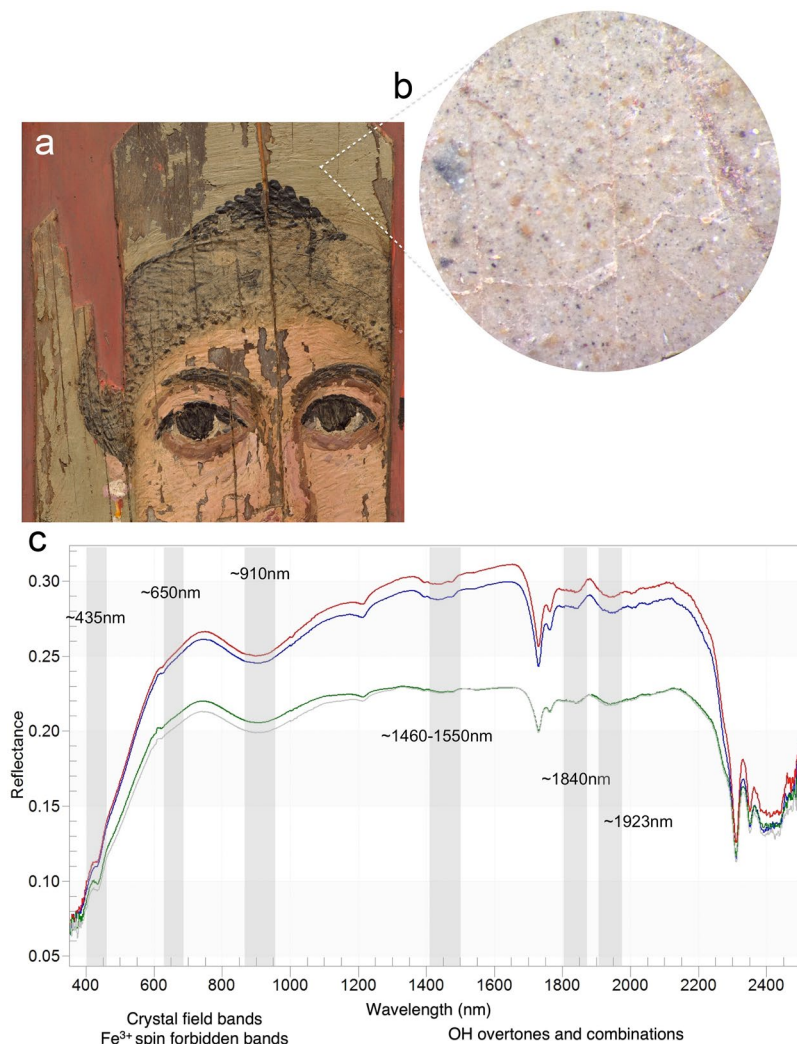 b
a
c
~910nm
~650nm
~435nm
~1460-1550nm
~1840nm
~1923nm
Reflectance
0.30
0.25
0.20
0.15
0.10
0.05
400 600 800 1000 1200 1400 1600 1800 2000 2200 2400
Wavelength (nm)
Crystal field bands
Fe³⁺ spin forbidden bands
OH overtones and combinations